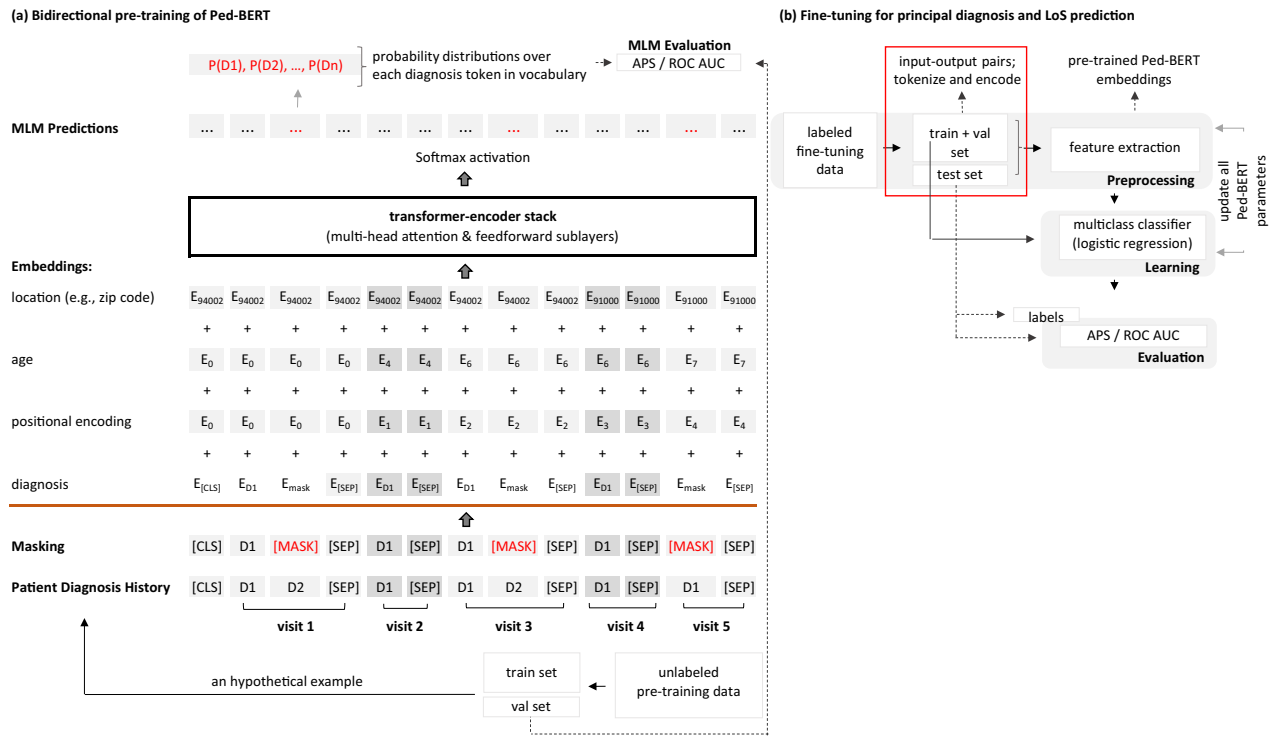 (a) Bidirectional pre-training of Ped-BERT
P(D1), P(D2), …, P(Dn)
probability distributions over
each diagnosis token in vocabulary
MLM Evaluation
APS / ROC AUC
MLM Predictions
... ... ... ... ... ... ... ... ... ... ... ... ...
Softmax activation
transformer-encoder stack
(multi-head attention & feedforward sublayers)
Embeddings:
location (e.g., zip code) E94002 E94002 E94002 E94002 E94002 E94002 E94002 E94002 E94002 E91000 E91000 E91000 E91000
+ + + + + + + + + + + + +
age E0 E0 E0 E0 E4 E4 E6 E6 E6 E6 E6 E7 E7
+ + + + + + + + + + + + +
positional encoding E0 E0 E0 E0 E1 E1 E2 E2 E2 E3 E3 E4 E4
+ + + + + + + + + + + + +
diagnosis E[CLS] ED1 Emask E[SEP] ED1 E[SEP] ED1 Emask E[SEP] ED1 E[SEP] Emask E[SEP]
Masking [CLS] D1 [MASK] [SEP] D1 [SEP] D1 [MASK] [SEP] D1 [SEP] [MASK] [SEP]
Patient Diagnosis History [CLS] D1 D2 [SEP] D1 [SEP] D1 D2 [SEP] D1 [SEP] D1 [SEP]
visit 1 visit 2 visit 3 visit 4 visit 5
an hypothetical example
train set
val set
unlabeled
pre-training data
(b) Fine-tuning for principal diagnosis and LoS prediction
input-output pairs;
tokenize and encode
pre-trained Ped-BERT
embeddings
labeled
fine-tuning
data
train + val
set
test set
feature extraction
Preprocessing
update all
Ped-BERT
parameters
multiclass classifier
(logistic regression)
Learning
labels
APS / ROC AUC
Evaluation